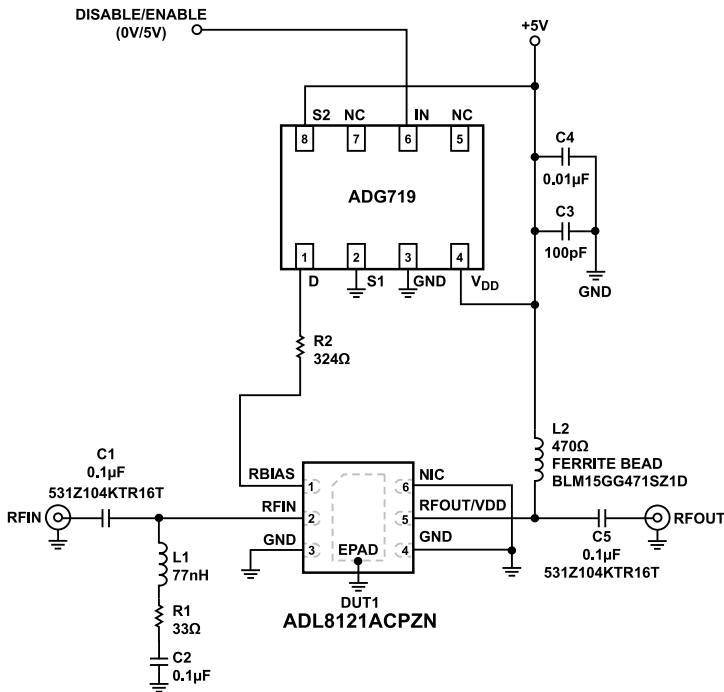 DISABLE/ENABLE
(0V/5V)
+5V
S2 NC IN NC
8 7 6 5
ADG719
1 2 3 4
D S1 GND VDD
C4
0.01µF
C3
100pF
GND
R2
324Ω
L2
470Ω
FERRITE BEAD
BLM15GG471SZ1D
C1
0.1µF
531Z104KTR16T
RFIN
L1
77nH
R1
33Ω
C2
0.1µF
RBIAS
RFIN
GND
1
2
3
EPAD
6
5
4
NIC
RFOUT/VDD
GND
DUT1
ADL8121ACPZN
C5
0.1µF
531Z104KTR16T
RFOUT